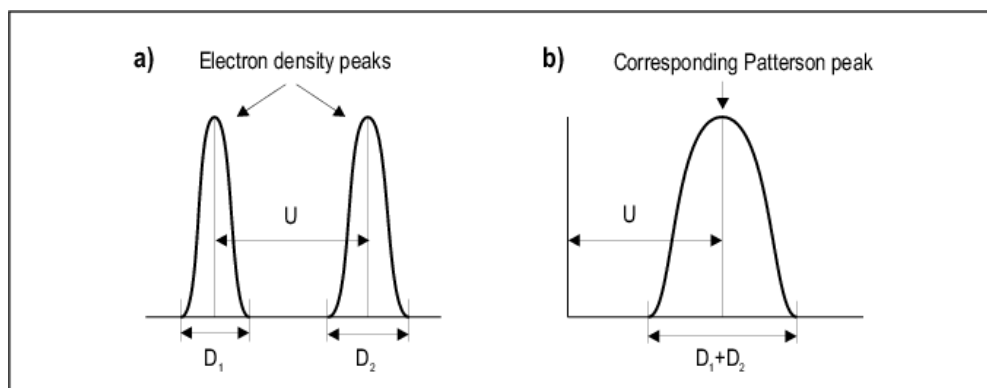 a)
Electron density peaks
U
D₁
D₂
b)
Corresponding Patterson peak
U
D₁+D₂